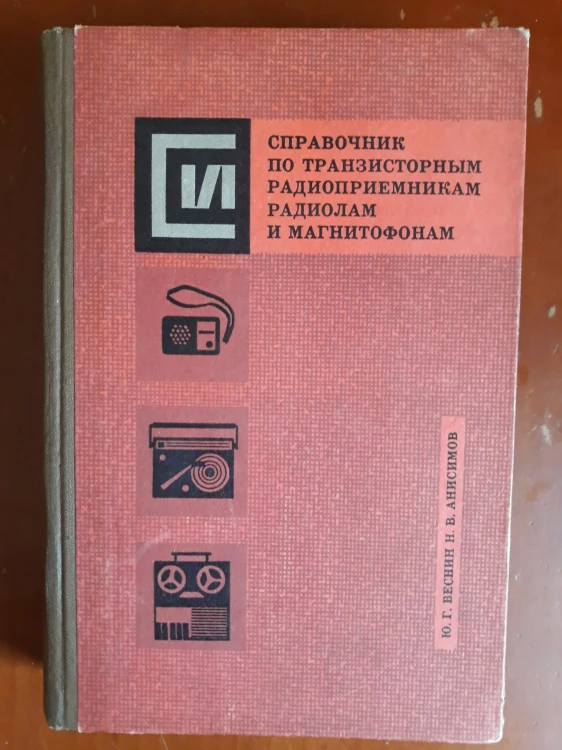 СИ
СПРАВОЧНИК
ПО ТРАНЗИСТОРНЫМ
РАДИОПРИЕМНИКАМ
РАДИОЛАМ
И МАГНИТОФОНАМ
Ю. Г. ВЕСНИН Н. В. АНИСИМОВ